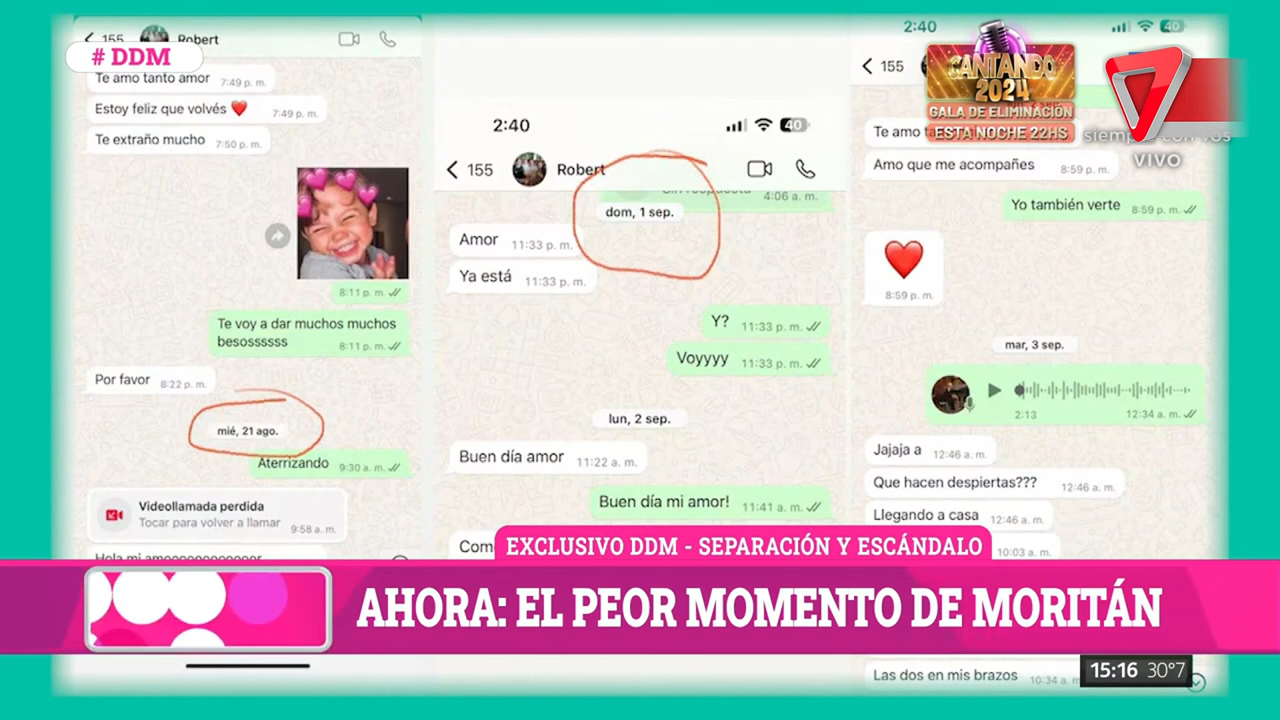 # DDM
155
Robert
Te amo tanto amor 7:49 p. m.
Estoy feliz que volvés ❤️ 7:49 p. m.
Te extraño mucho 7:50 p. m.
8:11 p. m.
Te voy a dar muchos muchos
besosssss 8:11 p. m.
Por favor 8:22 p. m.
mié, 21 ago.
Aterrizando 9:30 a. m.
Videollamada perdida
Tocar para volver a llamar 9:58 a. m.
2:40
40
155
Robert
4:06 a. m.
dom, 1 sep.
Amor 11:33 p. m.
Ya está 11:33 p. m.
Y? 11:33 p. m.
Voyyyy 11:33 p. m.
lun, 2 sep.
Buen día amor 11:22 a. m.
Buen día mi amor! 11:41 a. m.
Com
2:40
40
155
Te amo
Amo que me acompañes 8:59 p. m.
Yo también verte 8:59 p. m.
❤️
8:59 p. m.
mar, 3 sep.
2:13 12:34 a. m.
Jajaja a 12:46 a. m.
Que hacen despiertas??? 12:46 a. m.
Llegando a casa 12:46 a. m.
10:03 a. m.
Las dos en mis brazos 10:34 a. m
CANTANDO
2024
GALA DE ELIMINACIÓN
ESTA NOCHE 22HS
siempre con vos
VIVO
EXCLUSIVO DDM - SEPARACIÓN Y ESCÁNDALO
AHORA: EL PEOR MOMENTO DE MORITÁN
15:16 30°7